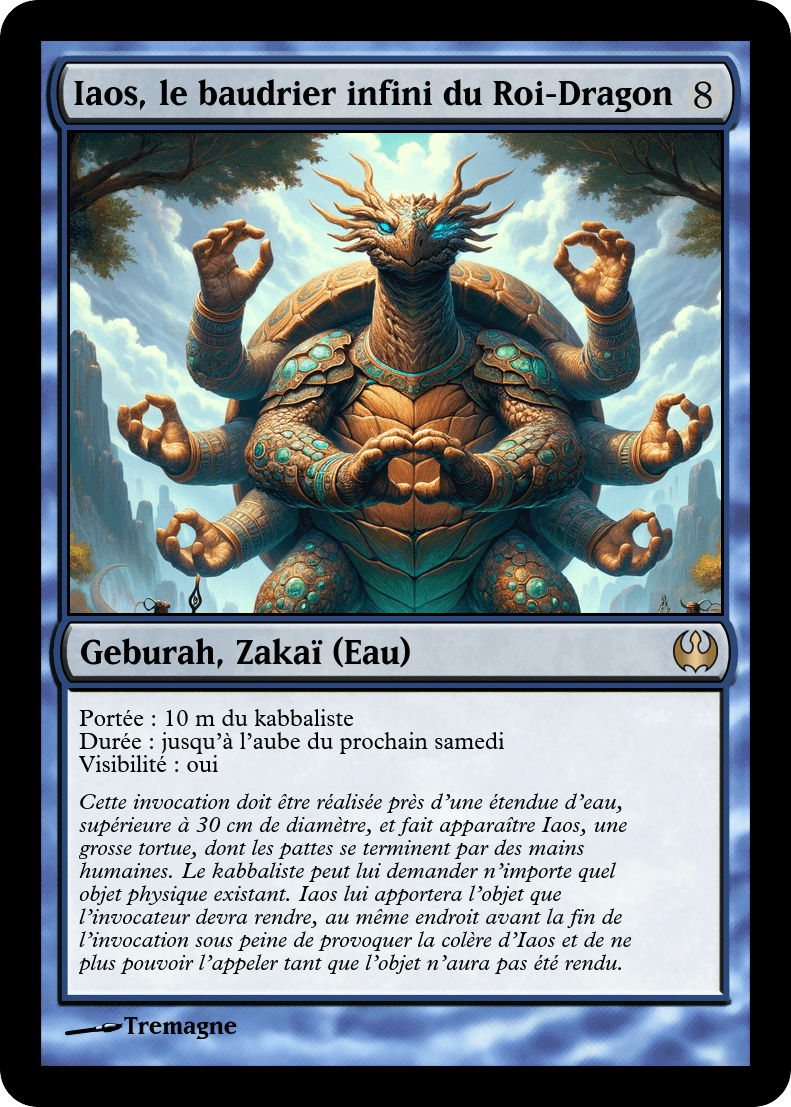 Iaos, le baudrier infini du Roi-Dragon 8
Geburah, Zakaï (Eau)
Portée : 10 m du kabbaliste
Durée : jusqu'à l'aube du prochain samedi
Visibilité : oui
Cette invocation doit être réalisée près d'une étendue d'eau,
supérieure à 30 cm de diamètre, et fait apparaître Iaos, une
grosse tortue, dont les pattes se terminent par des mains
humaines. Le kabbaliste peut lui demander n'importe quel
objet physique existant. Iaos lui apportera l'objet que
l'invocateur devra rendre, au même endroit avant la fin de
l'invocation sous peine de provoquer la colère d'Iaos et de ne
plus pouvoir l'appeler tant que l'objet n'aura pas été rendu.
Tremagne